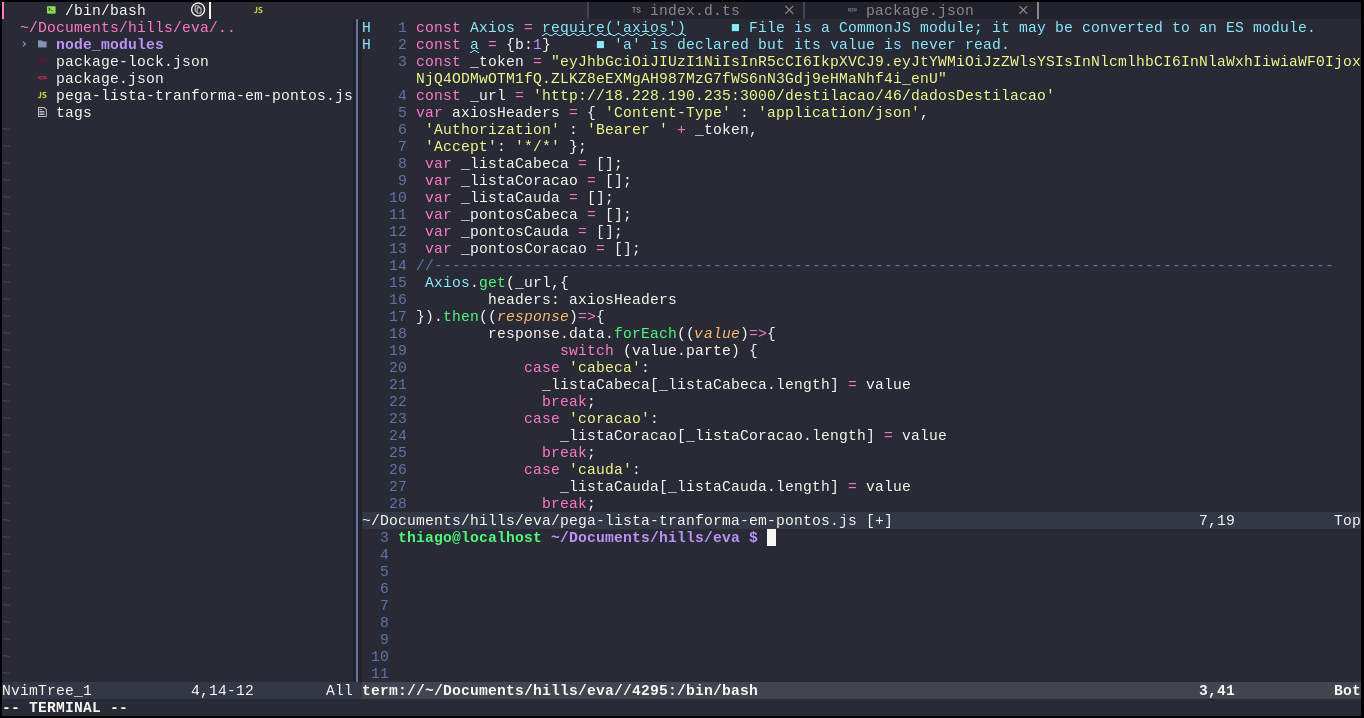 /bin/bash JS TS index.d.ts package.json
~/Documents/hills/eva/..
node_modules
package-lock.json
package.json
JS pega-lista-tranforma-em-pontos.js
tags
H 1 const Axios = require('axios') ■ File is a CommonJS module; it may be converted to an ES module.
H 2 const a = {b:1} ■ 'a' is declared but its value is never read.
3 const _token = "eyJhbGciOiJIUzI1NiIsInR5cCI6IkpXVCJ9.eyJtYWMiOiJzZWlsYSIsInNlcmlhbCI6InNlaWxhIiwiaWF0Ijox
NjQ4ODMwOTM1fQ.ZLKZ8eEXMgAH987MzG7fWS6nN3Gdj9eHMaNhf4i_enU"
4 const _url = 'http://18.228.190.235:3000/destilacao/46/dadosDestilacao'
5 var axiosHeaders = { 'Content-Type' : 'application/json',
6 'Authorization' : 'Bearer ' + _token,
7 'Accept': '*/*' };
8 var _listaCabeca = [];
9 var _listaCoracao = [];
10 var _listaCauda = [];
11 var _pontosCabeca = [];
12 var _pontosCauda = [];
13 var _pontosCoracao = [];
14 //----------------------------------------------------------------------------------------------------
15 Axios.get(_url,{
16 headers: axiosHeaders
17 }).then((response)=>{
18 response.data.forEach((value)=>{
19 switch (value.parte) {
20 case 'cabeca':
21 _listaCabeca[_listaCabeca.length] = value
22 break;
23 case 'coracao':
24 _listaCoracao[_listaCoracao.length] = value
25 break;
26 case 'cauda':
27 _listaCauda[_listaCauda.length] = value
28 break;
~/Documents/hills/eva/pega-lista-tranforma-em-pontos.js [+] 7,19 Top
3 thiago@localhost ~/Documents/hills/eva $
4
5
6
7
8
9
10
11
NvimTree_1 4,14-12 All term://~/Documents/hills/eva//4295:/bin/bash 3,41 Bot
-- TERMINAL --